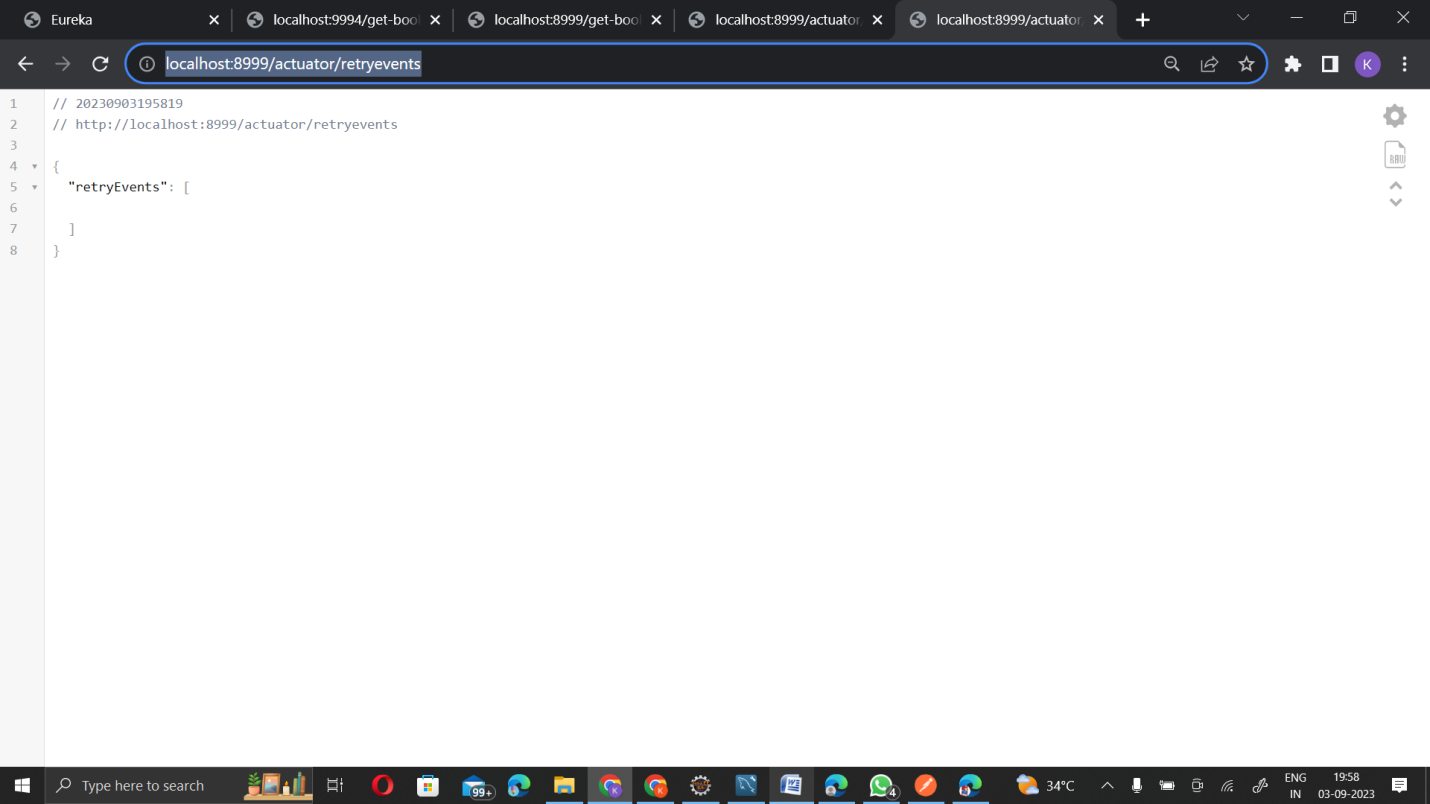 Eureka
localhost:9994/get-boo
localhost:8999/get-boo
localhost:8999/actuator
localhost:8999/actuator
localhost:8999/actuator/retryevents
K
1 // 20230903195819
2 // http://localhost:8999/actuator/retryevents
3
4 {
5 "retryEvents": [
6
7 ]
8 }
RAW
Type here to search
99+
K
K
4
34°C
ENG
IN
19:58
03-09-2023